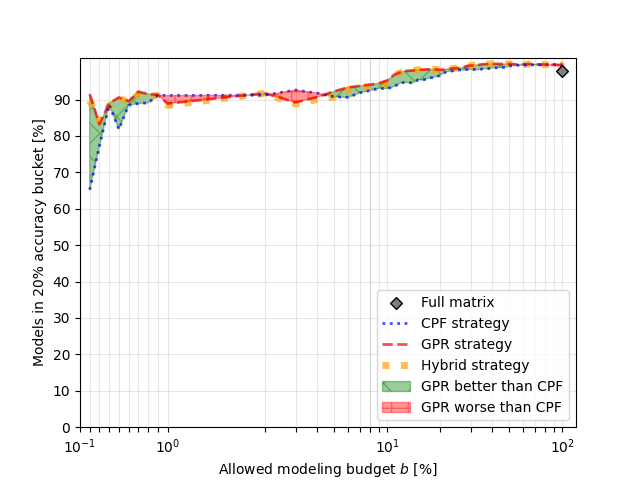 Models in 20% accuracy bucket [%]
90
80
70
60
50
40
30
20
10
0
Full matrix
CPF strategy
GPR strategy
Hybrid strategy
GPR better than CPF
GPR worse than CPF
10⁻¹ 10⁰ 10¹ 10²
Allowed modeling budget b [%]